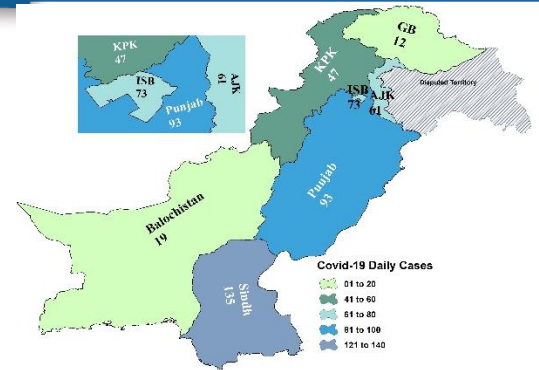 KPK
47
ISB
73
Punjab
93
AJK
61
GB
12
KPK
47
Disputed Territory
ISB
73
AJK
61
Punjab
93
Balochistan
19
Sindh
135
Covid-19 Daily Cases
01 to 20
41 to 60
61 to 80
81 to 100
121 to 140